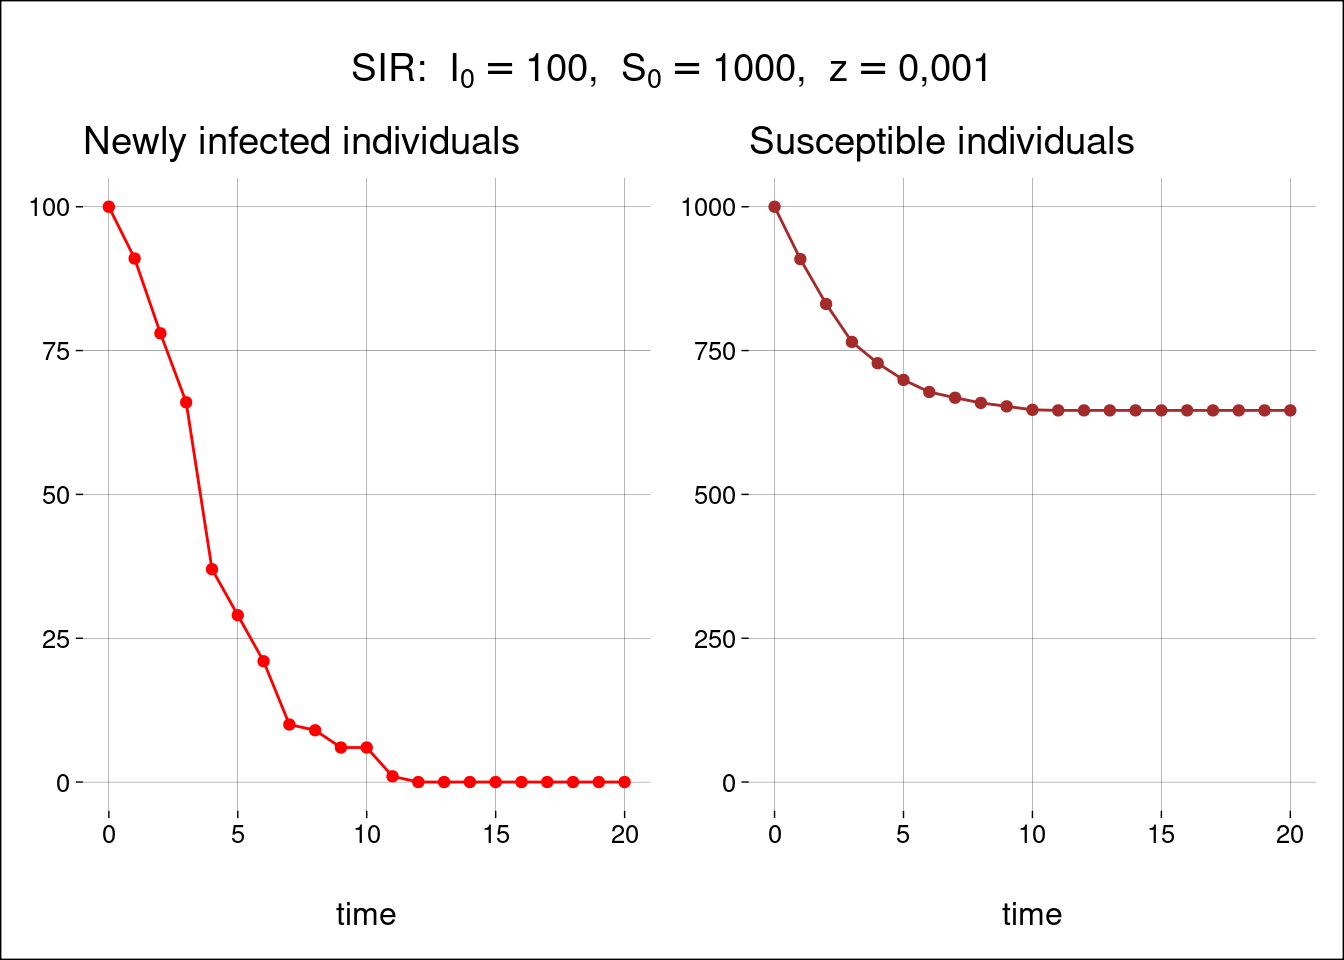 SIR: I₀ = 100, S₀ = 1000, z = 0,001
Newly infected individuals
100
75
50
25
0
0 5 10 15 20
time
Susceptible individuals
1000
750
500
250
0
0 5 10 15 20
time